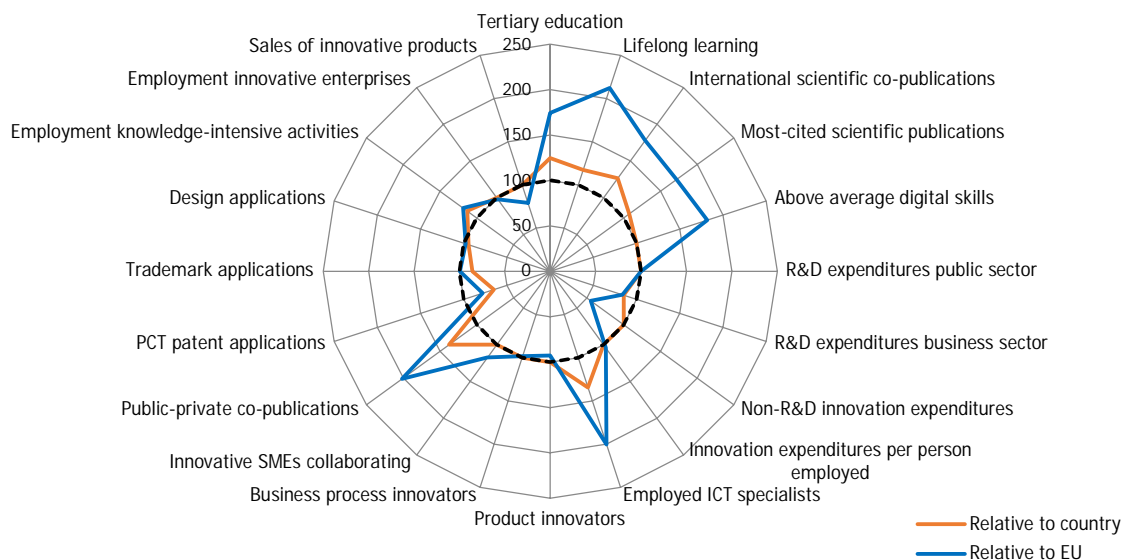 Tertiary education
Lifelong learning
International scientific co-publications
Most-cited scientific publications
Above average digital skills
R&D expenditures public sector
R&D expenditures business sector
Non-R&D innovation expenditures
Innovation expenditures per person
employed
Employed ICT specialists
Product innovators
Business process innovators
Innovative SMEs collaborating
Public-private co-publications
PCT patent applications
Trademark applications
Design applications
Employment knowledge-intensive activities
Employment innovative enterprises
Sales of innovative products
250
200
150
100
50
0
Relative to country
Relative to EU